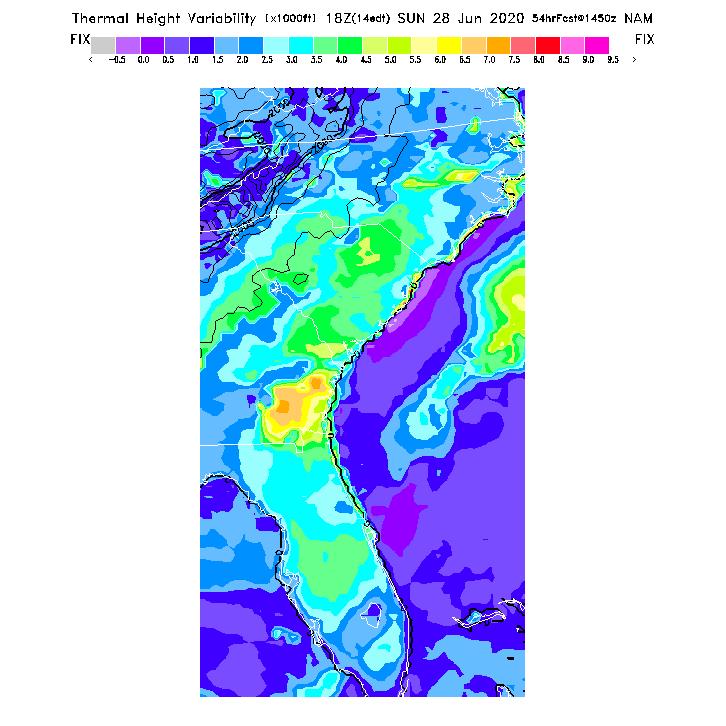 Thermal Height Variability [x1000ft] 18Z(14edt) SUN 28 Jun 2020 54hrFcst@1450z NAM
FIX FIX
< -0.5 0.0 0.5 1.0 1.5 2.0 2.5 3.0 3.5 4.0 4.5 5.0 5.5 6.0 6.5 7.0 7.5 8.0 8.5 9.0 9.5 >
2000